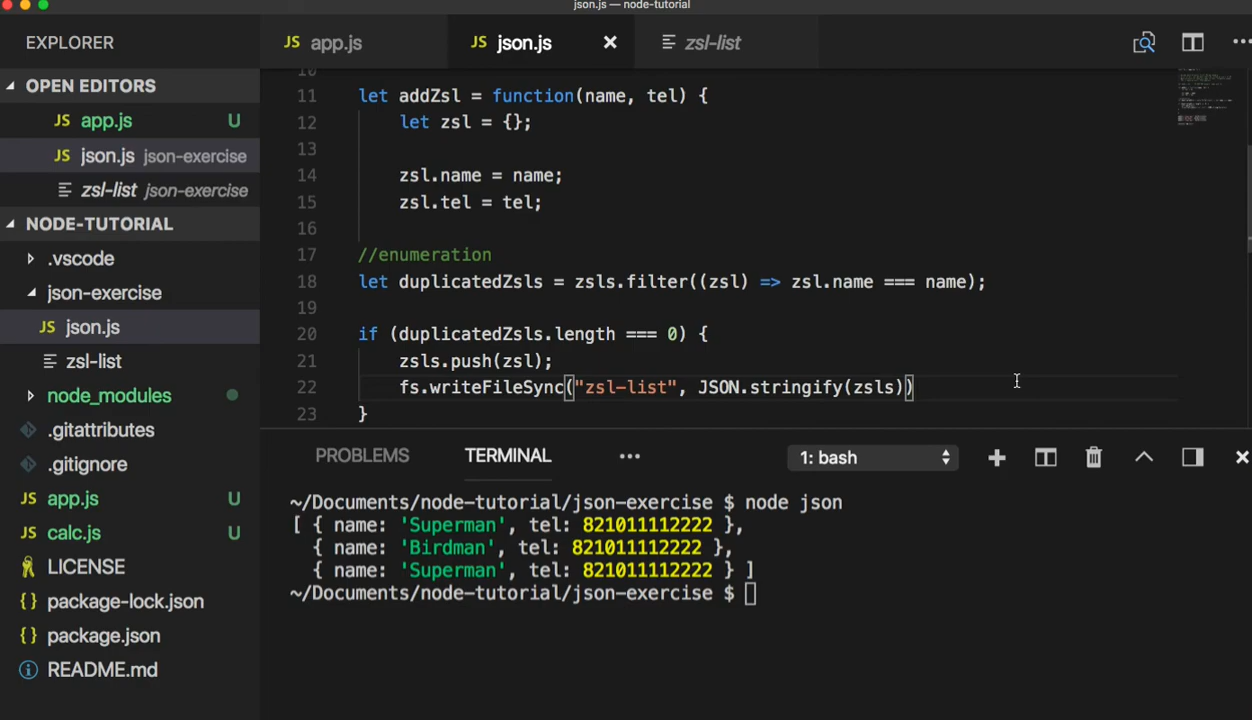 json.js — node-tutorial
EXPLORER
JS app.js
JS json.js
zsl-list
OPEN EDITORS
JS app.js U
JS json.js json-exercise
zsl-list json-exercise
NODE-TUTORIAL
.vscode
json-exercise
JS json.js
zsl-list
node_modules
.gitattributes
.gitignore
JS app.js U
JS calc.js U
LICENSE
{} package-lock.json
{} package.json
README.md
10
11 let addZsl = function(name, tel) {
12 let zsl = {};
13
14 zsl.name = name;
15 zsl.tel = tel;
16
17 //enumeration
18 let duplicatedZsls = zsls.filter((zsl) => zsl.name === name);
19
20 if (duplicatedZsls.length === 0) {
21 zsls.push(zsl);
22 fs.writeFileSync("zsl-list", JSON.stringify(zsls))
23 }
PROBLEMS TERMINAL ••• 1: bash
~/Documents/node-tutorial/json-exercise $ node json
[ { name: 'Superman', tel: 821011112222 },
{ name: 'Birdman', tel: 821011112222 },
{ name: 'Superman', tel: 821011112222 } ]
~/Documents/node-tutorial/json-exercise $